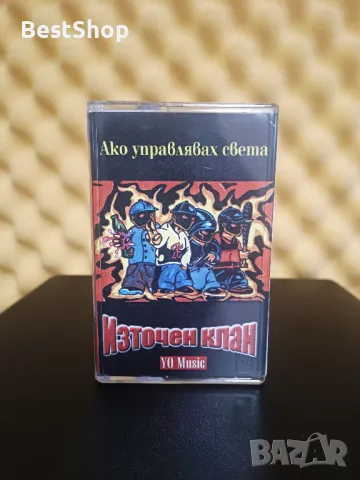 BestShop
Ако управлявах света
Източен клан
YO Music
BAZAR